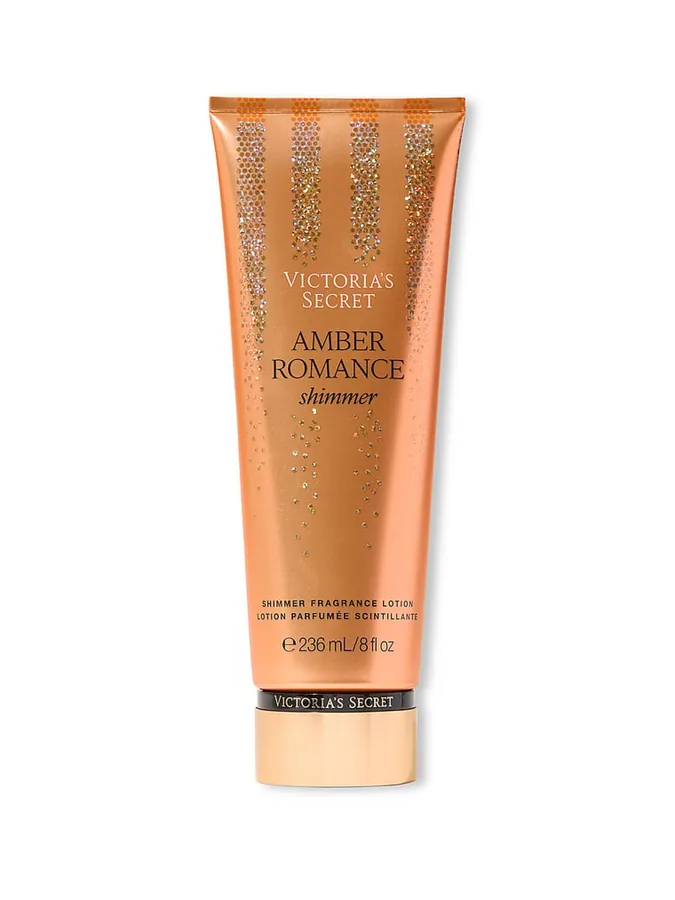 VICTORIA'S
SECRET
AMBER
ROMANCE
shimmer
SHIMMER FRAGRANCE LOTION
LOTION PARFUMÉE SCINTILLANTE
℮ 236 mL/8 fl oz
VICTORIA'S SECRET